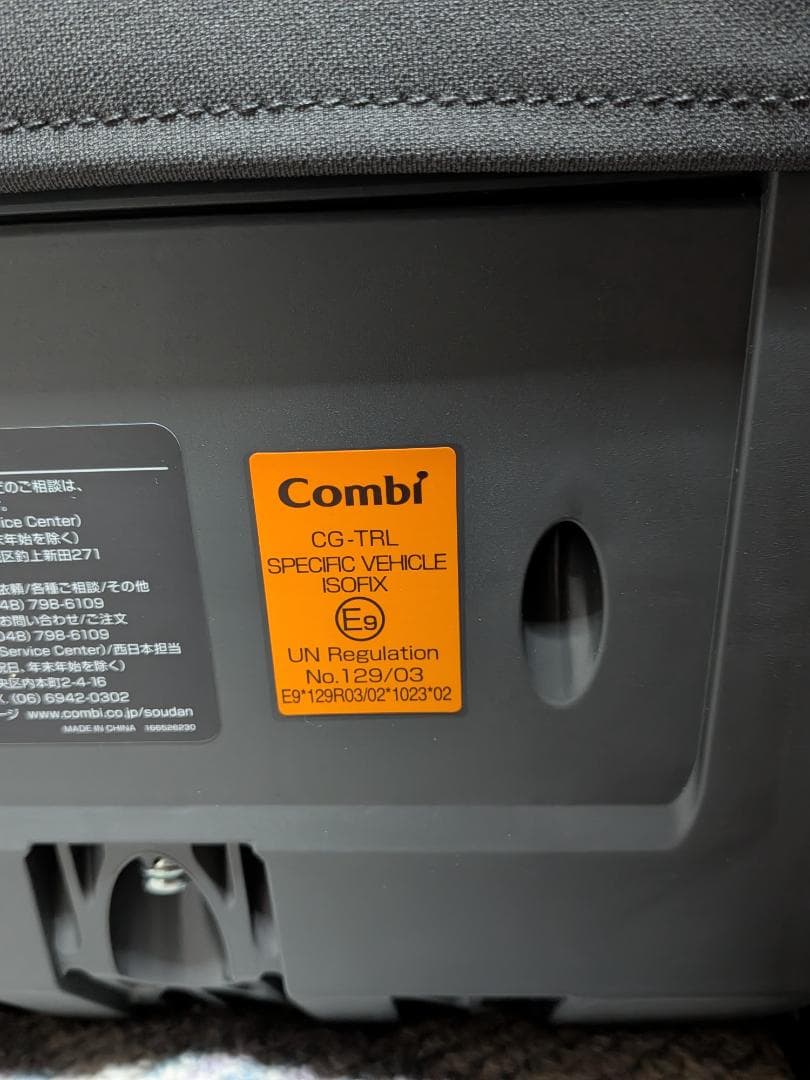 どのご相談は、
す。
ice Center)
末年始を除く)
区釣上新田271
依頼/各種ご相談/その他
048) 798-6109
お問い合わせ/ご注文
048) 798-6109
Service Center)/西日本担当
祝日、年末年始を除く)
央区内本町2-4-16
X. (06) 6942-0302
ージ www.combi.co.jp/soudan
MADE IN CHINA 166526230
Combi
CG-TRL
SPECIFIC VEHICLE
ISOFIX
E9
UN Regulation
No.129/03
E9*129R03/02*1023*02